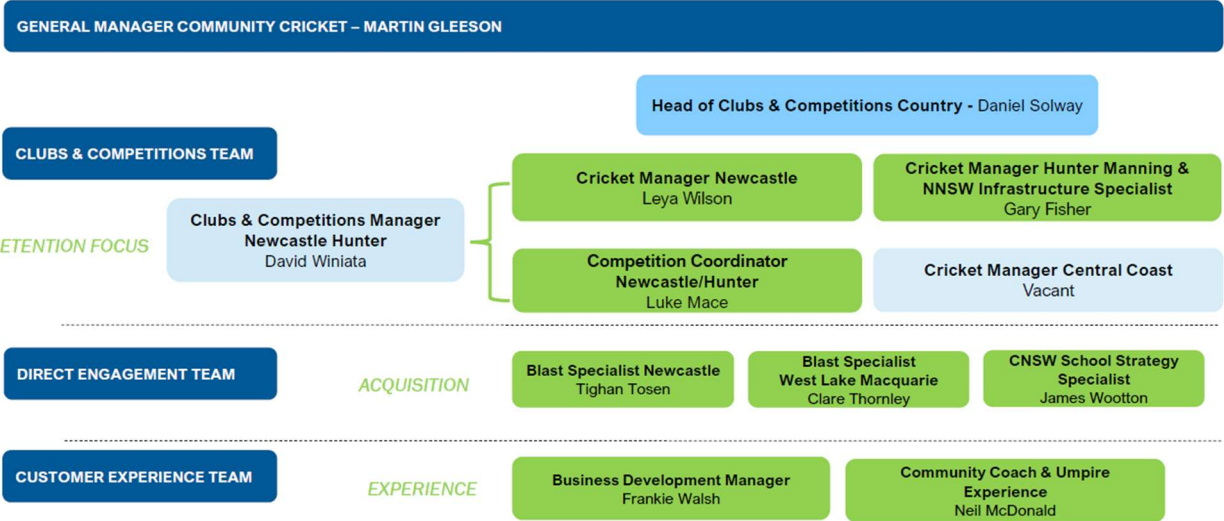 GENERAL MANAGER COMMUNITY CRICKET – MARTIN GLEESON
Head of Clubs & Competitions Country - Daniel Solway
CLUBS & COMPETITIONS TEAM
ETENTION FOCUS
Clubs & Competitions Manager
Newcastle Hunter
David Winiata
Cricket Manager Newcastle
Leya Wilson
Cricket Manager Hunter Manning &
NNSW Infrastructure Specialist
Gary Fisher
Competition Coordinator
Newcastle/Hunter
Luke Mace
Cricket Manager Central Coast
Vacant
DIRECT ENGAGEMENT TEAM
ACQUISITION
Blast Specialist Newcastle
Tighan Tosen
Blast Specialist
West Lake Macquarie
Clare Thornley
CNSW School Strategy
Specialist
James Wootton
CUSTOMER EXPERIENCE TEAM
EXPERIENCE
Business Development Manager
Frankie Walsh
Community Coach & Umpire
Experience
Neil McDonald